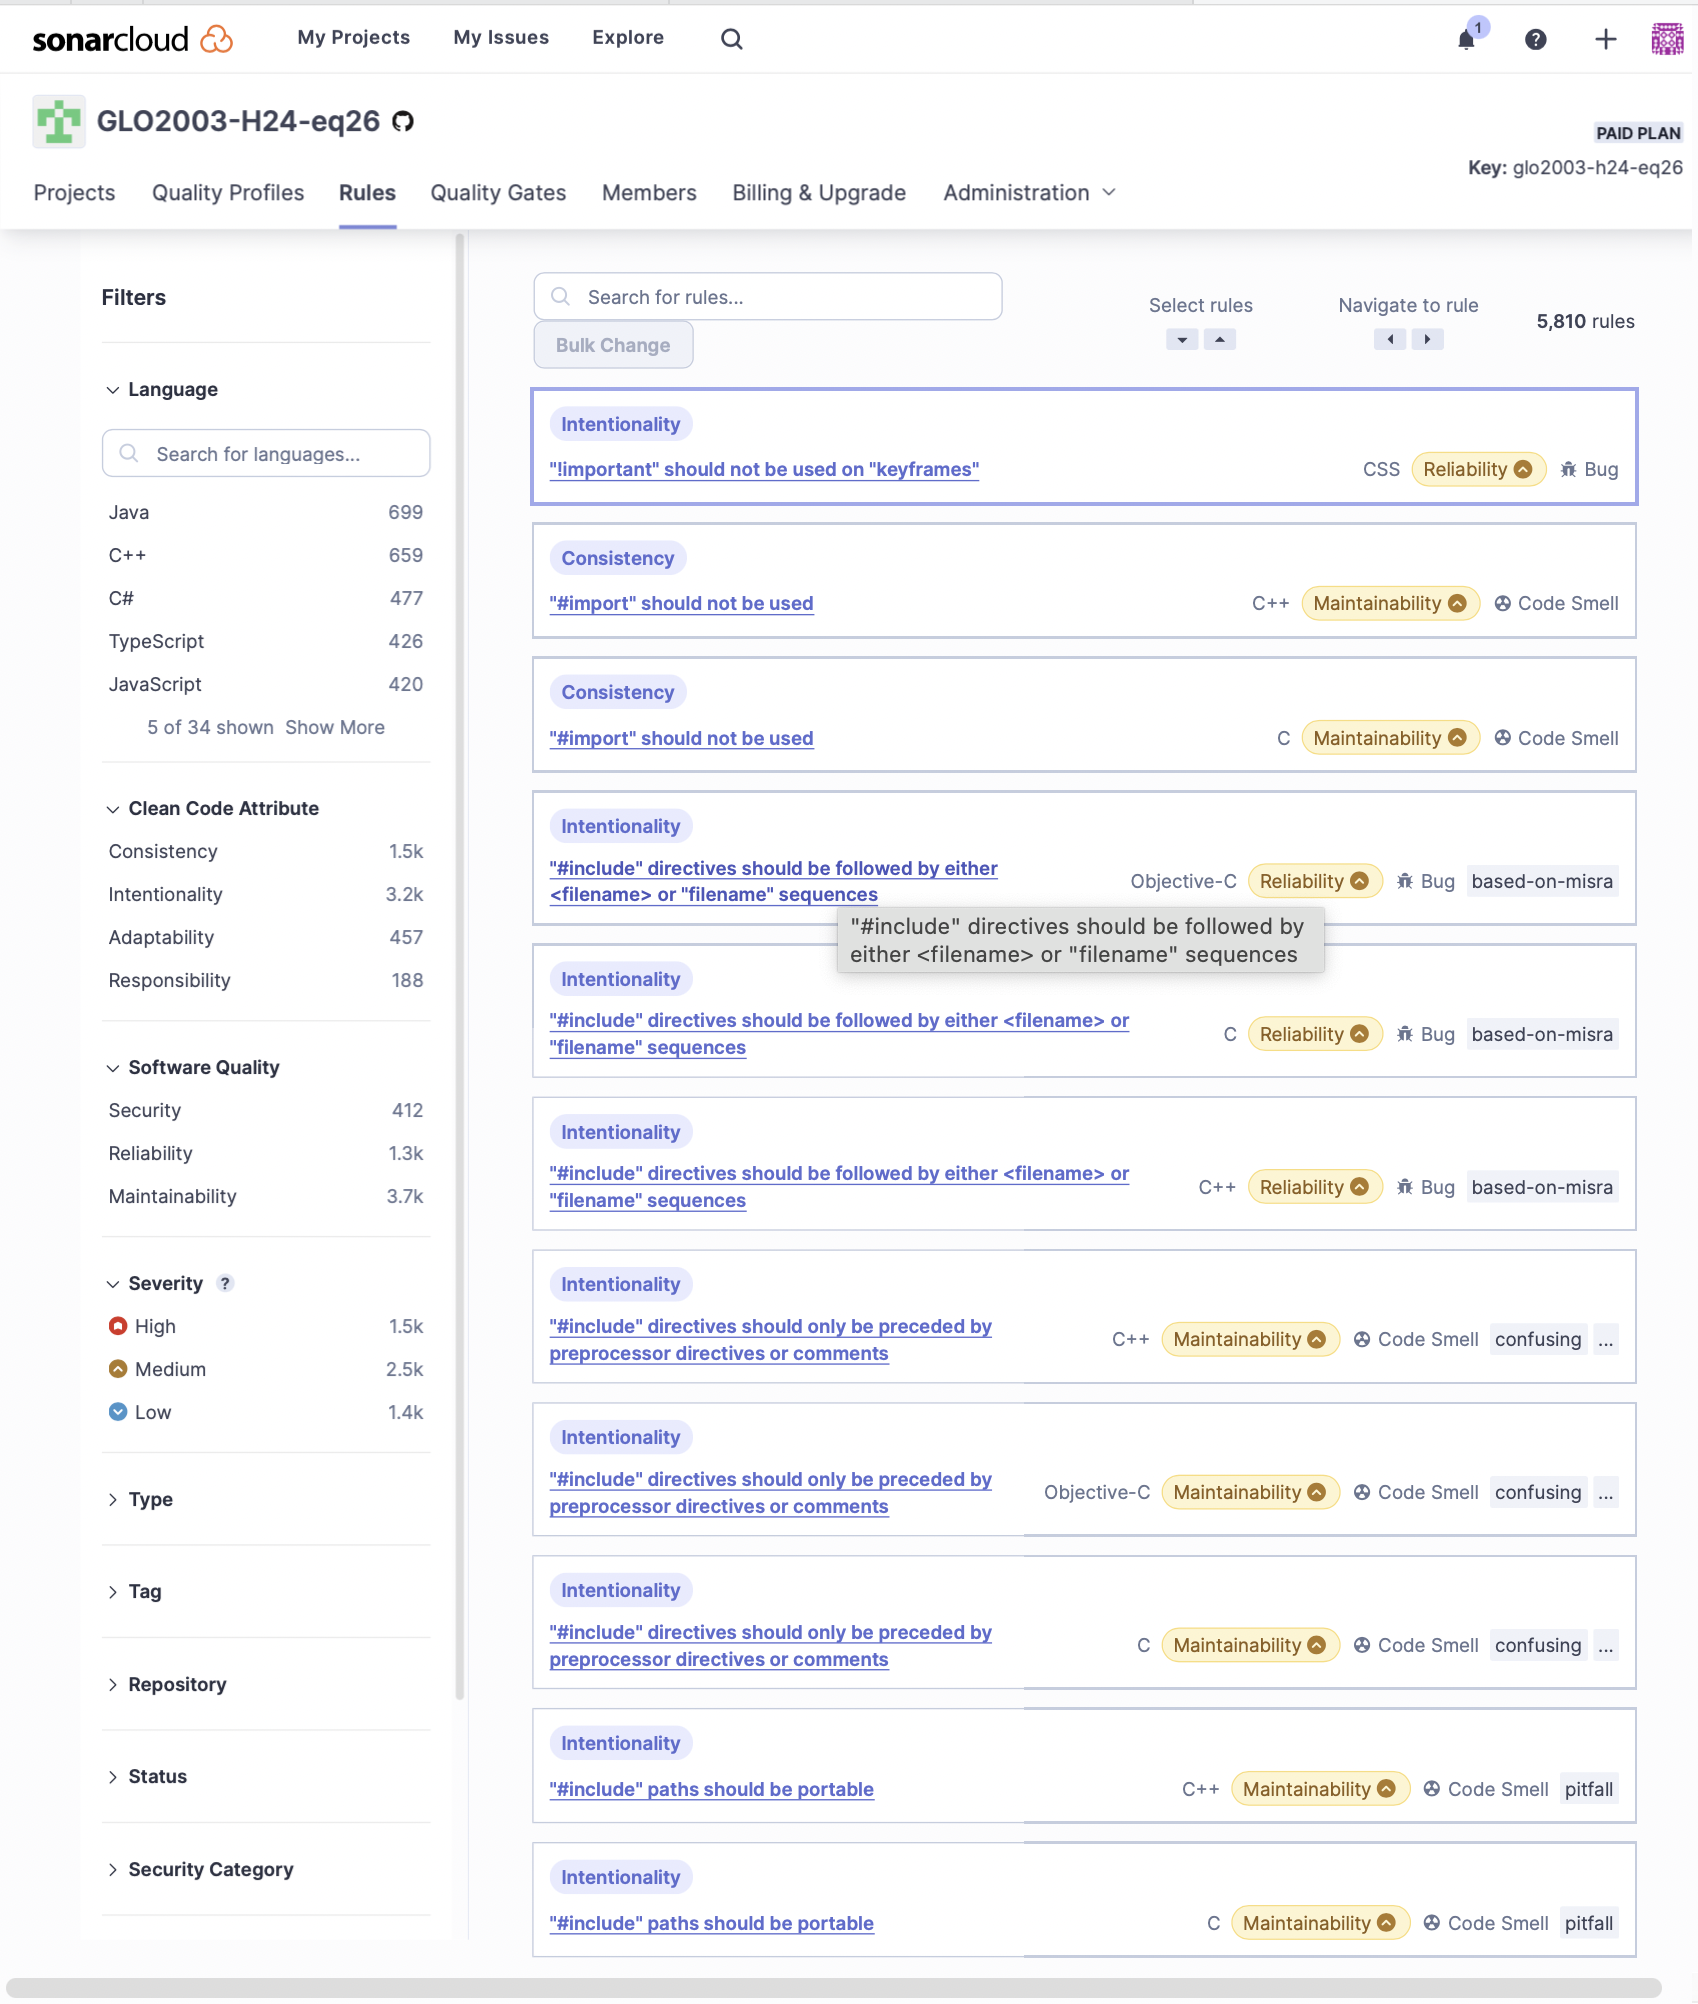 sonarcloud
My Projects
My Issues
Explore
1
GLO2003-H24-eq26
PAID PLAN
Key: glo2003-h24-eq26
Projects
Quality Profiles
Rules
Quality Gates
Members
Billing & Upgrade
Administration
Filters
Language
Search for languages...
Java 699
C++ 659
C# 477
TypeScript 426
JavaScript 420
5 of 34 shown Show More
Clean Code Attribute
Consistency 1.5k
Intentionality 3.2k
Adaptability 457
Responsibility 188
Software Quality
Security 412
Reliability 1.3k
Maintainability 3.7k
Severity ?
High 1.5k
Medium 2.5k
Low 1.4k
Type
Tag
Repository
Status
Security Category
Search for rules...
Bulk Change
Select rules
Navigate to rule
5,810 rules
Intentionality
"!important" should not be used on "keyframes"
CSS Reliability Bug
Consistency
"#import" should not be used
C++ Maintainability Code Smell
Consistency
"#import" should not be used
C Maintainability Code Smell
Intentionality
"#include" directives should be followed by either
<filename> or "filename" sequences
Objective-C Reliability Bug based-on-misra
"#include" directives should be followed by
either <filename> or "filename" sequences
Intentionality
"#include" directives should be followed by either <filename> or
"filename" sequences
C Reliability Bug based-on-misra
Intentionality
"#include" directives should be followed by either <filename> or
"filename" sequences
C++ Reliability Bug based-on-misra
Intentionality
"#include" directives should only be preceded by
preprocessor directives or comments
C++ Maintainability Code Smell confusing ...
Intentionality
"#include" directives should only be preceded by
preprocessor directives or comments
Objective-C Maintainability Code Smell confusing ...
Intentionality
"#include" directives should only be preceded by
preprocessor directives or comments
C Maintainability Code Smell confusing ...
Intentionality
"#include" paths should be portable
C++ Maintainability Code Smell pitfall
Intentionality
"#include" paths should be portable
C Maintainability Code Smell pitfall